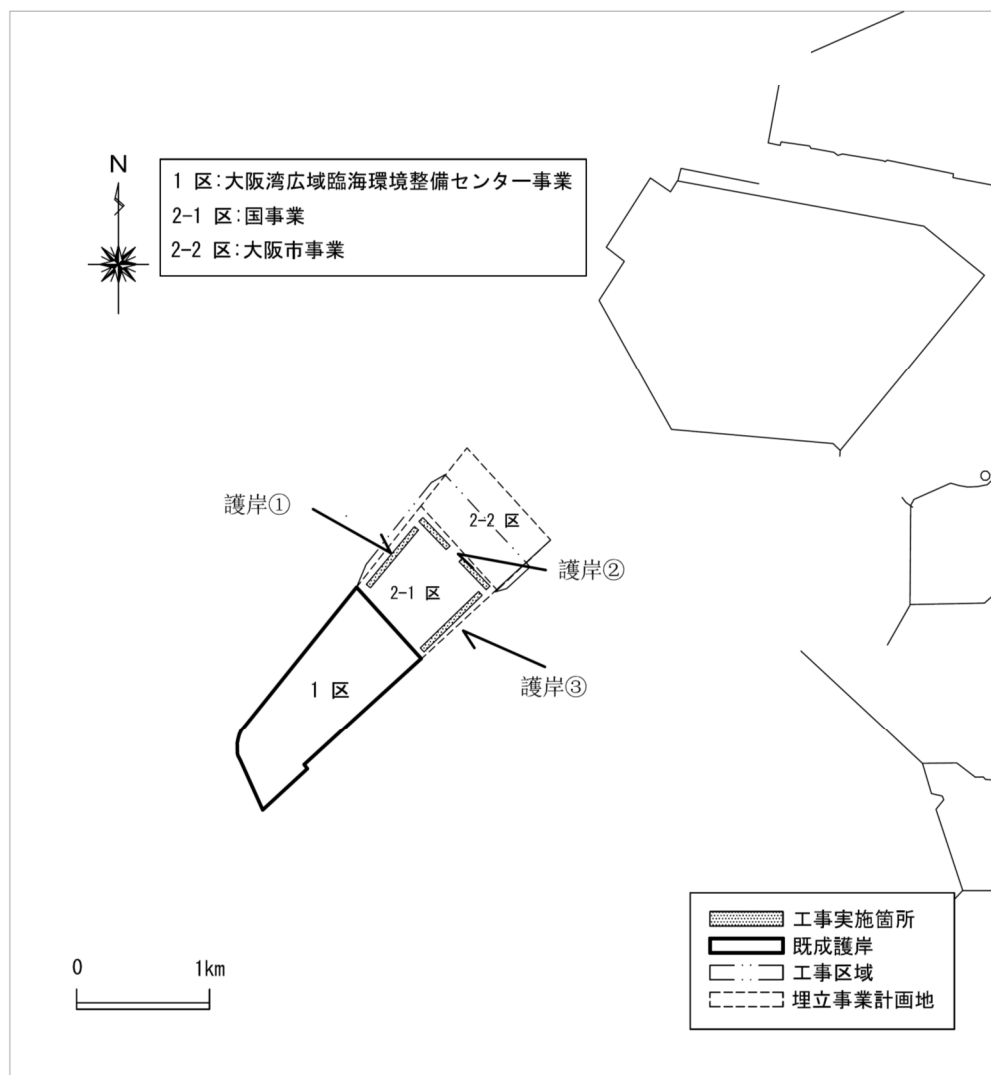 N
1 区:大阪湾広域臨海環境整備センター事業
2-1 区:国事業
2-2 区:大阪市事業
護岸①
2-2 区
護岸②
2-1 区
護岸③
1 区
工事実施箇所
既成護岸
工事区域
埋立事業計画地
0 1km